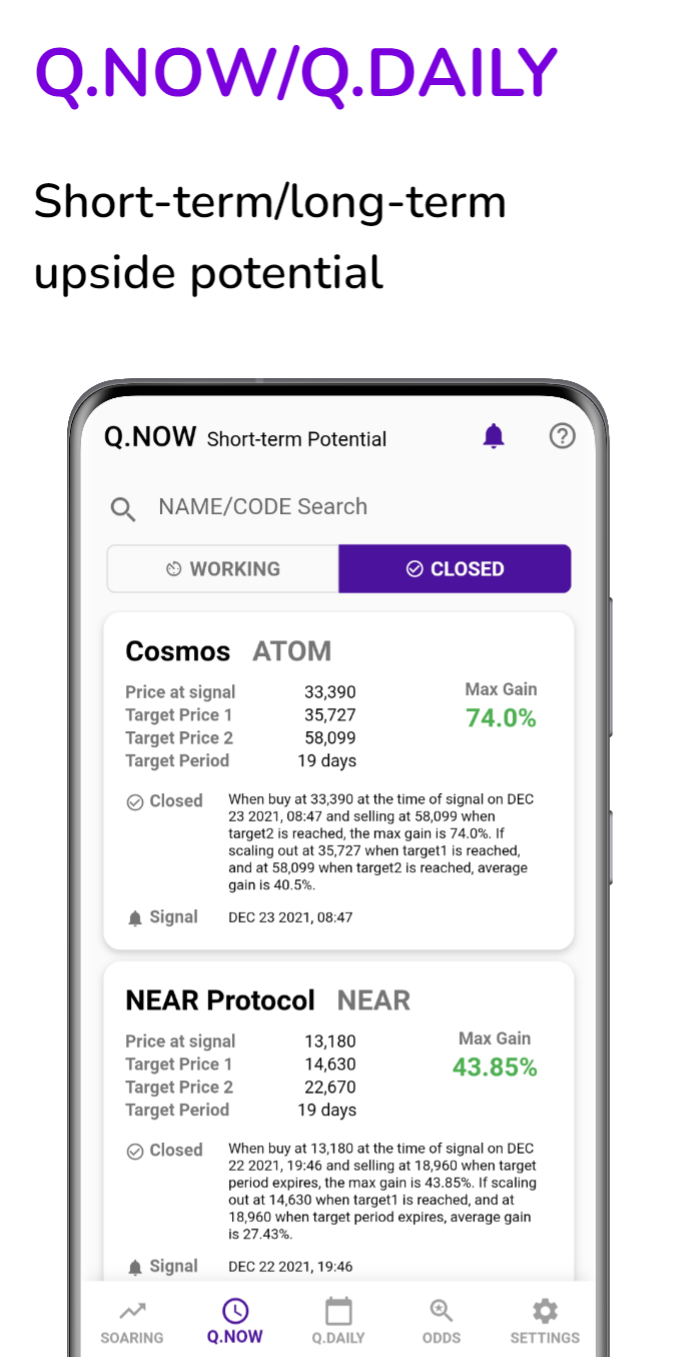 Q.NOW/Q.DAILY
Short-term/long-term
upside potential
Q.NOW Short-term Potential
NAME/CODE Search
WORKING CLOSED
Cosmos ATOM
Price at signal 33,390 Max Gain
Target Price 1 35,727 74.0%
Target Price 2 58,099
Target Period 19 days
Closed When buy at 33,390 at the time of signal on DEC
23 2021, 08:47 and selling at 58,099 when
target2 is reached, the max gain is 74.0%. If
scaling out at 35,727 when target1 is reached,
and at 58,099 when target2 is reached, average
gain is 40.5%.
Signal DEC 23 2021, 08:47
NEAR Protocol NEAR
Price at signal 13,180 Max Gain
Target Price 1 14,630 43.85%
Target Price 2 22,670
Target Period 19 days
Closed When buy at 13,180 at the time of signal on DEC
22 2021, 19:46 and selling at 18,960 when target
period expires, the max gain is 43.85%. If scaling
out at 14,630 when target1 is reached, and at
18,960 when target period expires, average gain
is 27.43%.
Signal DEC 22 2021, 19:46
SOARING Q.NOW Q.DAILY ODDS SETTINGS